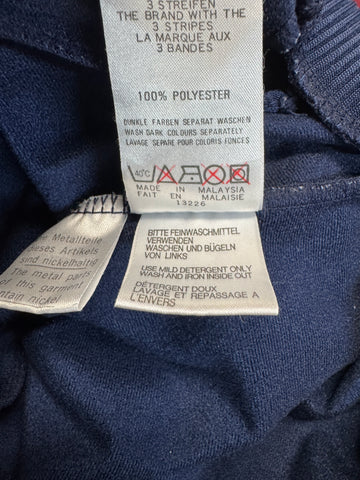 3 STREIFEN
THE BRAND WITH THE
3 STRIPES
LA MARQUE AUX
3 BANDES
100% POLYESTER
DUNKLE FARBEN SEPARAT WASCHEN
WASH DARK COLOURS SEPARATELY
LAVAGE SEPARE POUR COLORIS FONCES
40°C
MADE IN MALAYSIA
FAIT EN MALAISIE
13226
BITTE FEINWASCHMITTEL
VERWENDEN
WASCHEN UND BÜGELN
VON LINKS
USE MILD DETERGENT ONLY
WASH AND IRON INSIDE OUT
DÉTERGENT DOUX
LAVAGE ET REPASSAGE A
L'ENVERS
Metallteile
Artikels
sind nickelhalt
The metal parts
of this garment
nickel